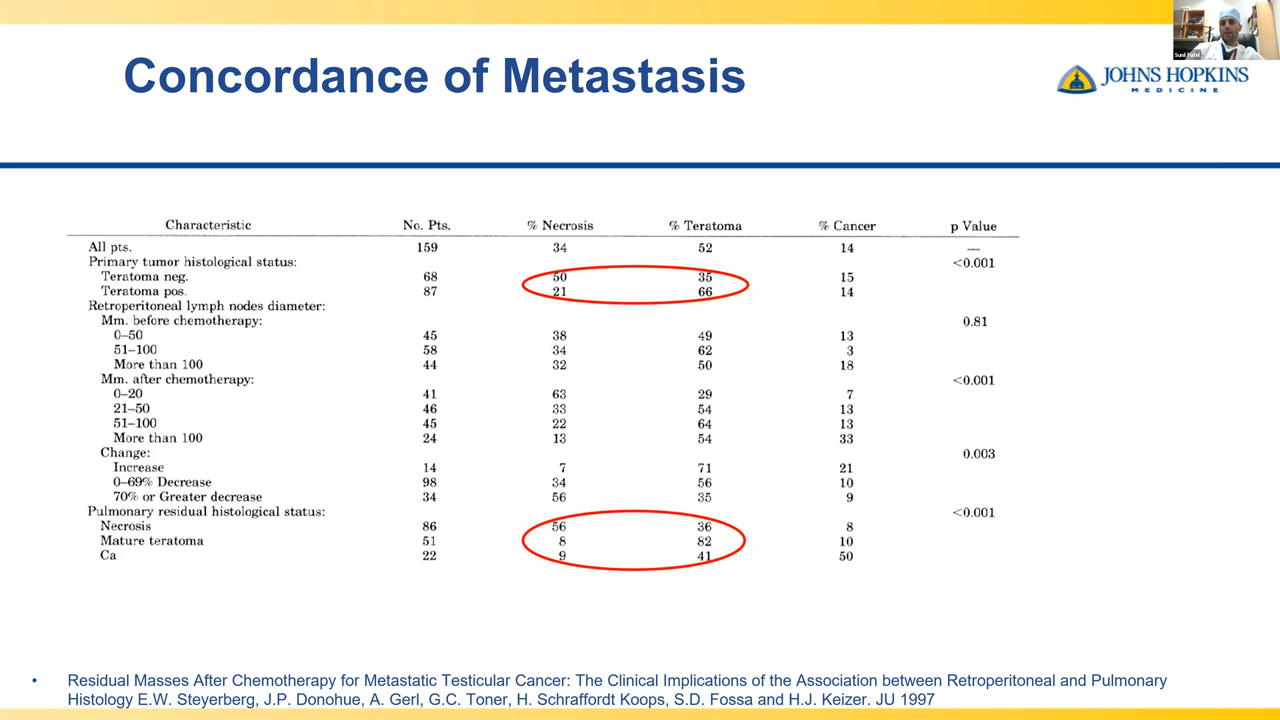 Sunil Patel
Concordance of Metastasis
JOHNS HOPKINS
MEDICINE
Characteristic No. Pts. % Necrosis % Teratoma % Cancer p Value
All pts. 159 34 52 14 —
Primary tumor histological status: <0.001
Teratoma neg. 68 50 35 15
Teratoma pos. 87 21 66 14
Retroperitoneal lymph nodes diameter:
Mm. before chemotherapy: 0.81
0–50 45 38 49 13
51–100 58 34 62 3
More than 100 44 32 50 18
Mm. after chemotherapy: <0.001
0–20 41 63 29 7
21–50 46 33 54 13
51–100 45 22 64 13
More than 100 24 13 54 33
Change: 0.003
Increase 14 7 71 21
0–69% Decrease 98 34 56 10
70% or Greater decrease 34 56 35 9
Pulmonary residual histological status: <0.001
Necrosis 86 56 36 8
Mature teratoma 51 8 82 10
Ca 22 9 41 50
• Residual Masses After Chemotherapy for Metastatic Testicular Cancer: The Clinical Implications of the Association between Retroperitoneal and Pulmonary
Histology E.W. Steyerberg, J.P. Donohue, A. Gerl, G.C. Toner, H. Schraffordt Koops, S.D. Fossa and H.J. Keizer. JU 1997